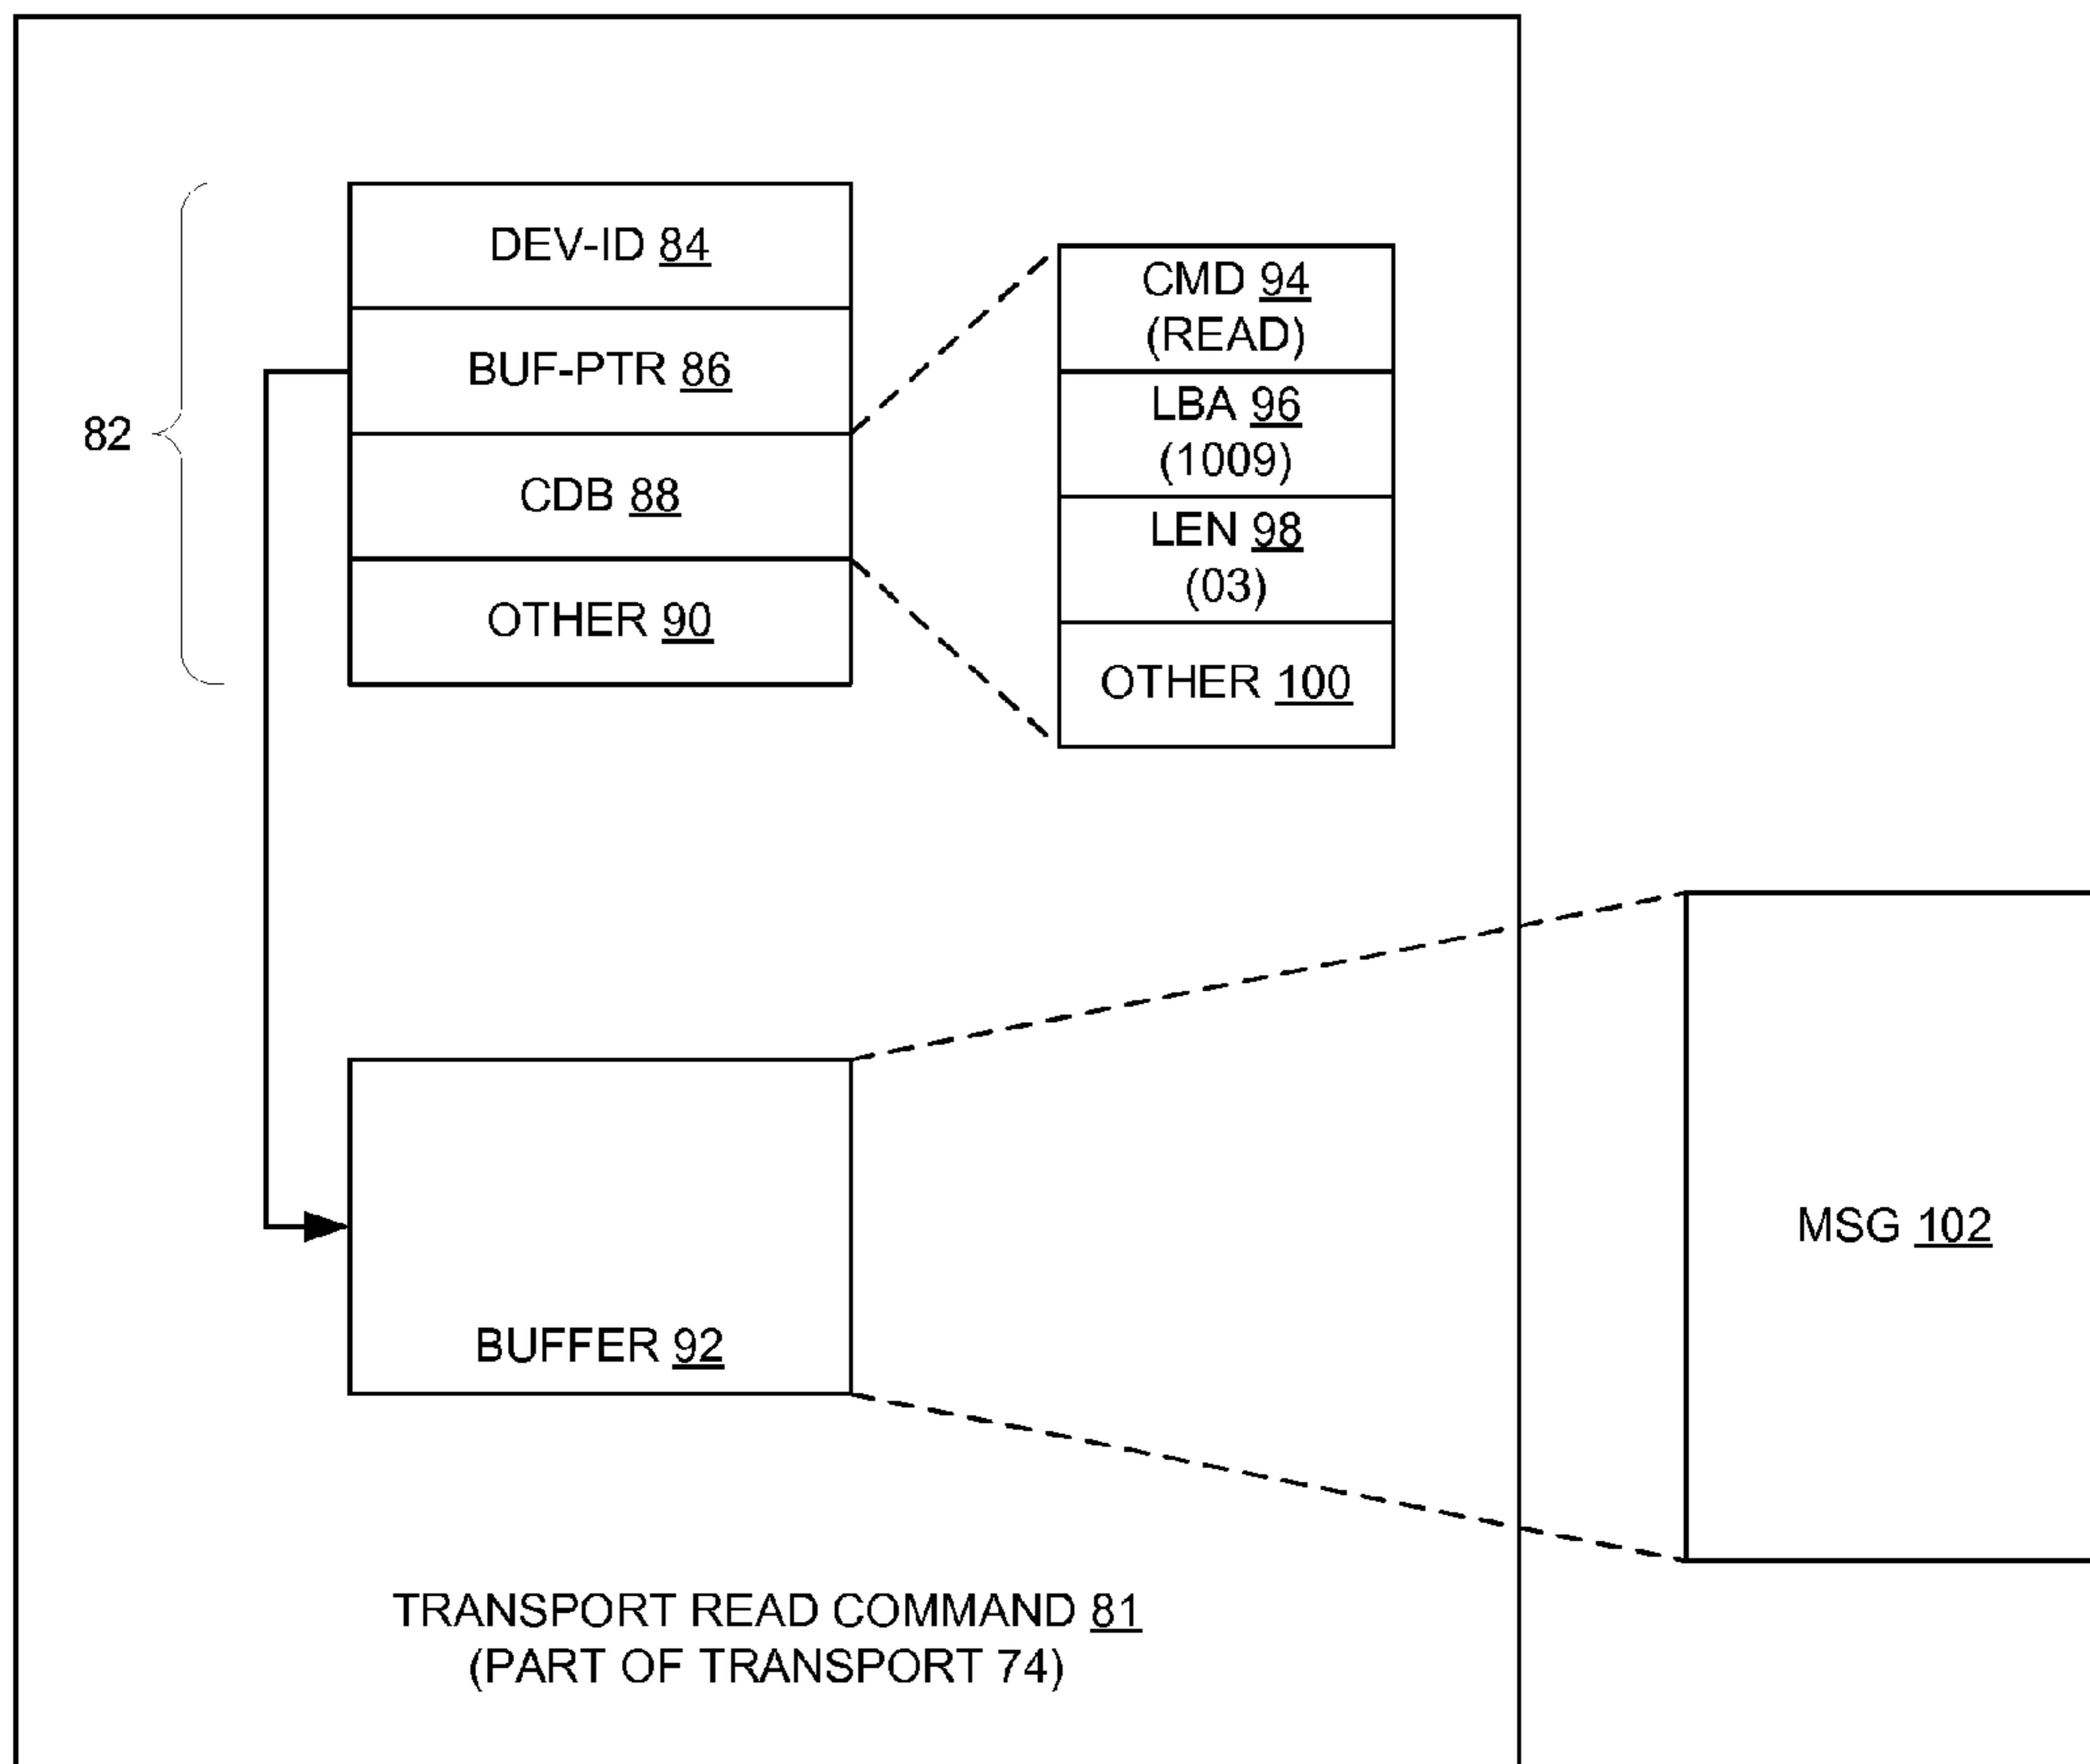 DEV-ID 84
BUF-PTR 86
82
CDB 88
OTHER 90
CMD 94
(READ)
LBA 96
(1009)
LEN 98
(03)
OTHER 100
MSG 102
BUFFER 92
TRANSPORT READ COMMAND 81
(PART OF TRANSPORT 74)